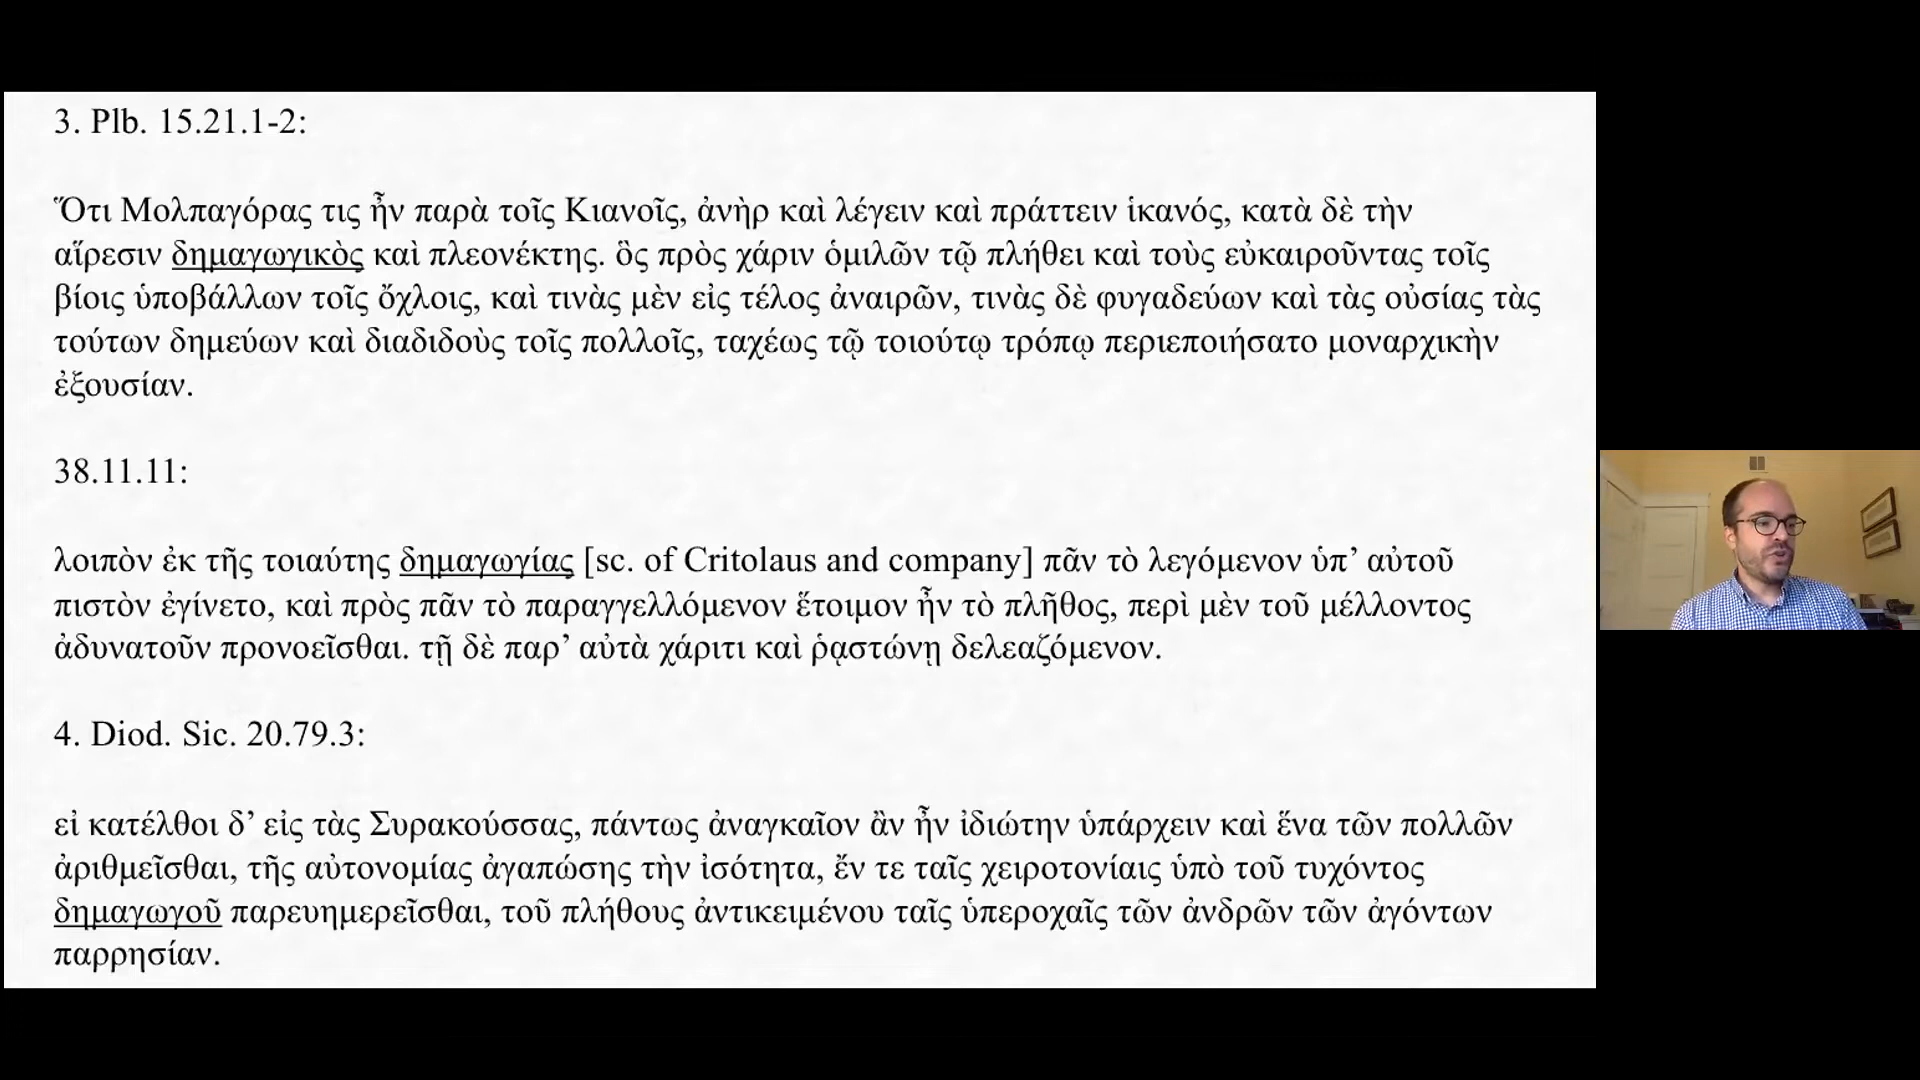 3. Plb. 15.21.1-2:
Ὅτι Μολπαγόρας τις ἦν παρὰ τοῖς Κιανοῖς, ἀνὴρ καὶ λέγειν καὶ πράττειν ἱκανός, κατὰ δὲ τὴν
αἵρεσιν δημαγωγικὸς καὶ πλεονέκτης. ὃς πρὸς χάριν ὁμιλῶν τῷ πλήθει καὶ τοὺς εὐκαιροῦντας τοῖς
βίοις ὑποβάλλων τοῖς ὄχλοις, καὶ τινὰς μὲν εἰς τέλος ἀναιρῶν, τινὰς δὲ φυγαδεύων καὶ τὰς οὐσίας τὰς
τούτων δημεύων καὶ διαδιδοὺς τοῖς πολλοῖς, ταχέως τῷ τοιούτῳ τρόπῳ περιεποιήσατο μοναρχικὴν
ἐξουσίαν.
38.11.11:
λοιπὸν ἐκ τῆς τοιαύτης δημαγωγίας [sc. of Critolaus and company] πᾶν τὸ λεγόμενον ὑπ’ αὐτοῦ
πιστὸν ἐγίνετο, καὶ πρὸς πᾶν τὸ παραγγελλόμενον ἕτοιμον ἦν τὸ πλῆθος, περὶ μὲν τοῦ μέλλοντος
ἀδυνατοῦν προνοεῖσθαι. τῇ δὲ παρ’ αὐτὰ χάριτι καὶ ῥᾳστώνῃ δελεαζόμενον.
4. Diod. Sic. 20.79.3:
εἰ κατέλθοι δ’ εἰς τὰς Συρακούσσας, πάντως ἀναγκαῖον ἂν ἦν ἰδιώτην ὑπάρχειν καὶ ἕνα τῶν πολλῶν
ἀριθμεῖσθαι, τῆς αὐτονομίας ἀγαπώσης τὴν ἰσότητα, ἔν τε ταῖς χειροτονίαις ὑπὸ τοῦ τυχόντος
δημαγωγοῦ παρευημερεῖσθαι, τοῦ πλήθους ἀντικειμένου ταῖς ὑπεροχαῖς τῶν ἀνδρῶν τῶν ἀγόντων
παρρησίαν.